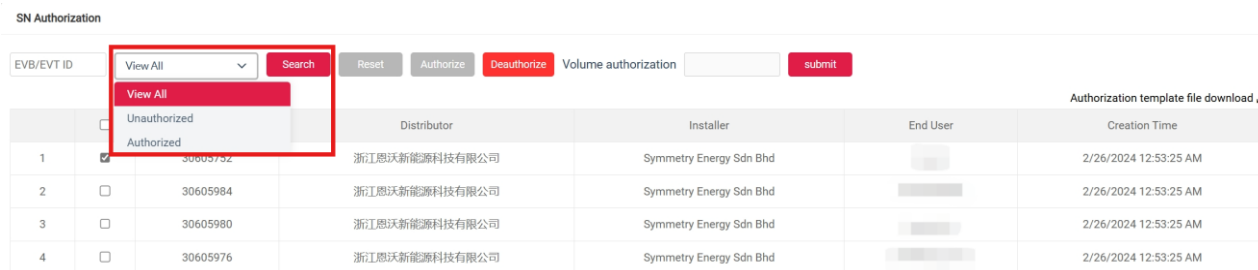 SN Authorization
EVB/EVT ID View All Search Reset Authorize Deauthorize Volume authorization submit
View All
Unauthorized
Authorized
Authorization template file download
Distributor Installer End User Creation Time
1 30605752 浙江恩沃新能源科技有限公司 Symmetry Energy Sdn Bhd 2/26/2024 12:53:25 AM
2 30605984 浙江恩沃新能源科技有限公司 Symmetry Energy Sdn Bhd 2/26/2024 12:53:25 AM
3 30605980 浙江恩沃新能源科技有限公司 Symmetry Energy Sdn Bhd 2/26/2024 12:53:25 AM
4 30605976 浙江恩沃新能源科技有限公司 Symmetry Energy Sdn Bhd 2/26/2024 12:53:25 AM